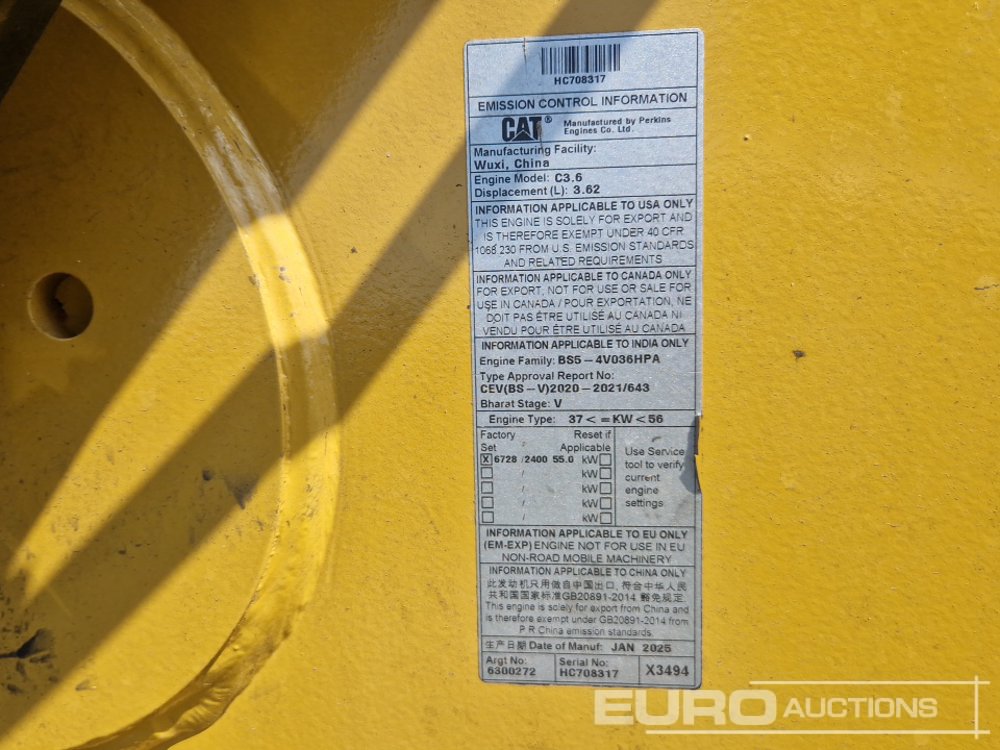 HC708317
EMISSION CONTROL INFORMATION
CAT® Manufactured by Perkins
Engines Co. Ltd.
Manufacturing Facility:
Wuxi, China
Engine Model: C3.6
Displacement (L): 3.62
INFORMATION APPLICABLE TO USA ONLY
THIS ENGINE IS SOLELY FOR EXPORT AND
IS THEREFORE EXEMPT UNDER 40 CFR
1068.230 FROM U.S. EMISSION STANDARDS
AND RELATED REQUIREMENTS
INFORMATION APPLICABLE TO CANADA ONLY
FOR EXPORT, NOT FOR USE OR SALE FOR
USE IN CANADA / POUR EXPORTATION, NE
DOIT PAS ÊTRE UTILISÉ AU CANADA NI
VENDU POUR ÊTRE UTILISÉ AU CANADA
INFORMATION APPLICABLE TO INDIA ONLY
Engine Family: BS5-4V036HPA
Type Approval Report No:
CEV(BS-V)2020-2021/643
Bharat Stage: V
Engine Type: 37<=KW<56
Factory Set Reset if Applicable
X 6728 /2400 55.0 kW
/ kW
/ kW
/ kW
/ kW
Use Service
tool to verify
current
engine
settings
INFORMATION APPLICABLE TO EU ONLY
(EM-EXP) ENGINE NOT FOR USE IN EU
NON-ROAD MOBILE MACHINERY
INFORMATION APPLICABLE TO CHINA ONLY
此发动机只用做自中国出口, 符合中华人民
共和国国家标准GB20891-2014 豁免规定.
This engine is solely for export from China and
is therefore exempt under GB20891-2014 from
P R China emission standards.
生产日期 Date of Manuf: JAN 2025
Argt No: 6300272
Serial No: HC708317
X3494
EURO AUCTIONS